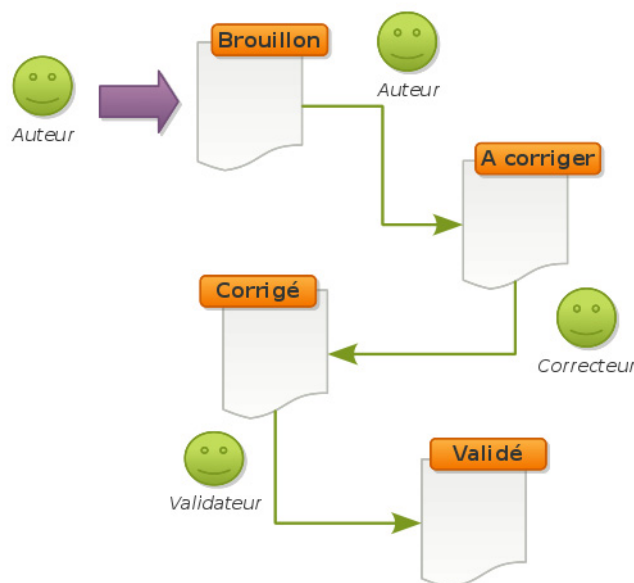 Brouillon
Auteur
Auteur
A corriger
Corrigé
Correcteur
Validé
Validateur